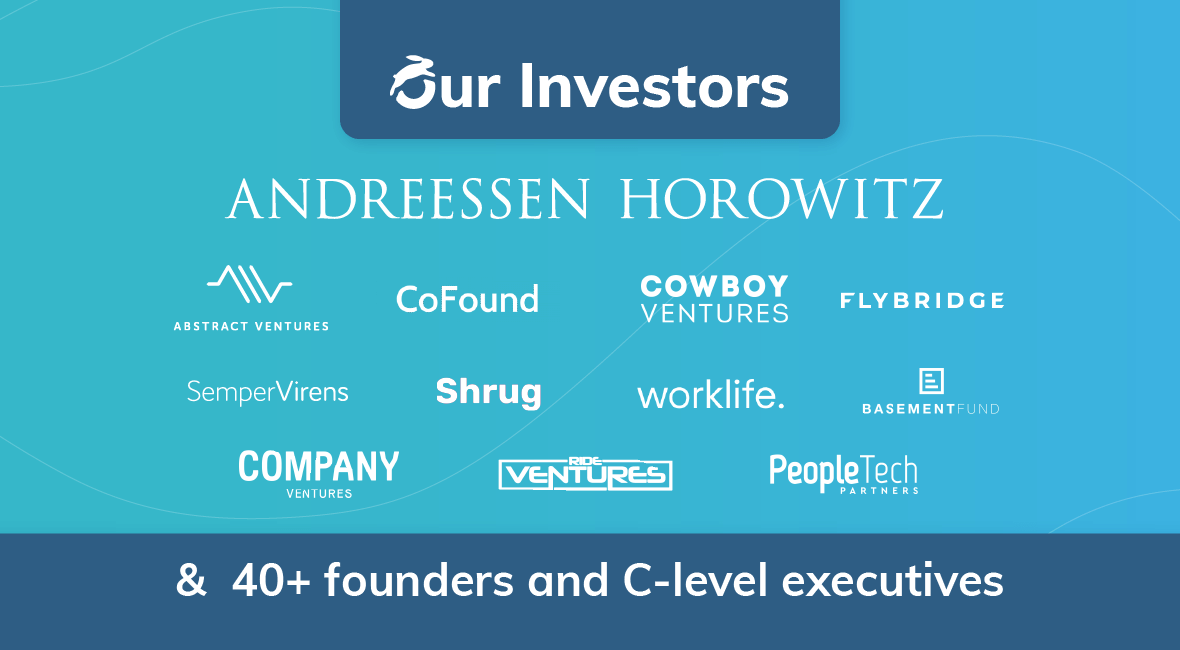 Our Investors
ANDREESSEN HOROWITZ
ABSTRACT VENTURES
CoFound
COWBOY
VENTURES
FLYBRIDGE
SemperVirens
Shrug
worklife.
BASEMENTFUND
COMPANY
VENTURES
RIDE
VENTURES
PeopleTech
PARTNERS
& 40+ founders and C-level executives